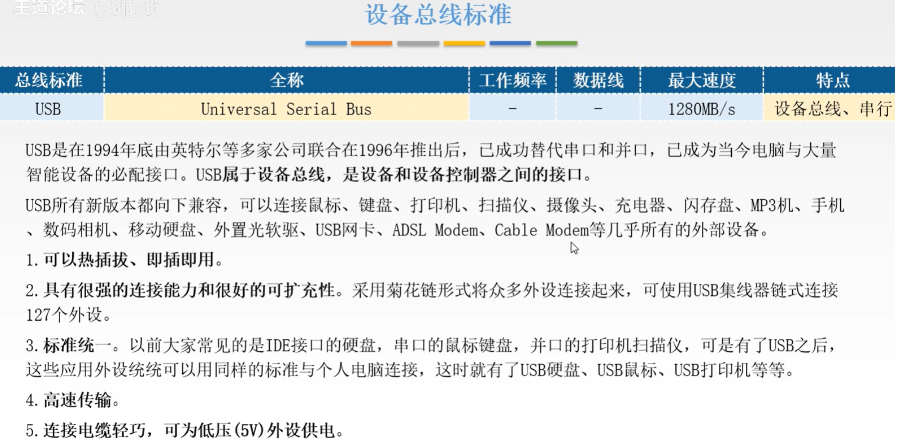 王道论坛
设备总线标准
总线标准 全称 工作频率 数据线 最大速度 特点
USB Universal Serial Bus - - 1280MB/s 设备总线、串行
USB是在1994年底由英特尔等多家公司联合在1996年推出后，已成功替代串口和并口，已成为当今电脑与大量
智能设备的必配接口。USB属于设备总线，是设备和设备控制器之间的接口。
USB所有新版本都向下兼容，可以连接鼠标、键盘、打印机、扫描仪、摄像头、充电器、闪存盘、MP3机、手机
、数码相机、移动硬盘、外置光软驱、USB网卡、ADSL Modem、Cable Modem等几乎所有的外部设备。
1.可以热插拔、即插即用。
2.具有很强的连接能力和很好的可扩充性。采用菊花链形式将众多外设连接起来，可使用USB集线器链式连接
127个外设。
3.标准统一。以前大家常见的是IDE接口的硬盘，串口的鼠标键盘，并口的打印机扫描仪，可是有了USB之后，
这些应用外设统统可以用同样的标准与个人电脑连接，这时就有了USB硬盘、USB鼠标、USB打印机等等。
4.高速传输。
5.连接电缆轻巧，可为低压(5V)外设供电。